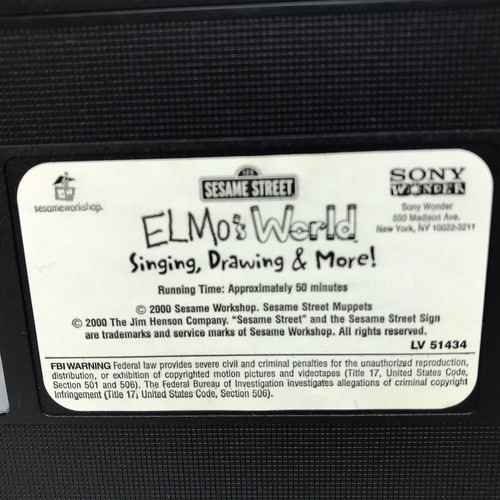 123
SESAME STREET
sesameworkshop.
SONY
WONDER
Sony Wonder
550 Madison Ave.
New York, NY 10022-3211
ELMO's World
Singing, Drawing & More!
Running Time: Approximately 50 minutes
© 2000 Sesame Workshop. Sesame Street Muppets
© 2000 The Jim Henson Company. "Sesame Street" and the Sesame Street Sign
are trademarks and service marks of Sesame Workshop. All rights reserved.
LV 51434
FBI WARNING Federal law provides severe civil and criminal penalties for the unauthorized reproduction,
distribution, or exhibition of copyrighted motion pictures and videotapes (Title 17, United States Code,
Section 501 and 506). The Federal Bureau of Investigation investigates allegations of criminal copyright
infringement (Title 17, United States Code, Section 506).